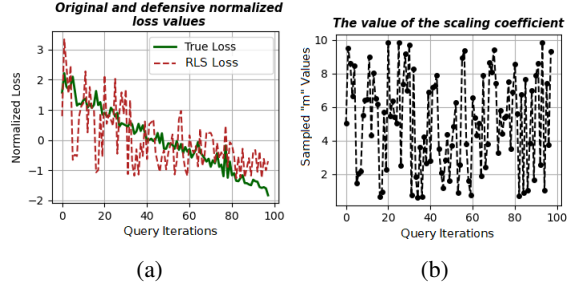 Original and defensive normalized
loss values
Normalized Loss
3
2
1
0
−1
−2
True Loss
RLS Loss
0
20
40
60
80
100
Query Iterations
(a)
The value of the scaling coefficient
Sampled "m" Values
10
8
6
4
2
0
20
40
60
80
100
Query Iterations
(b)